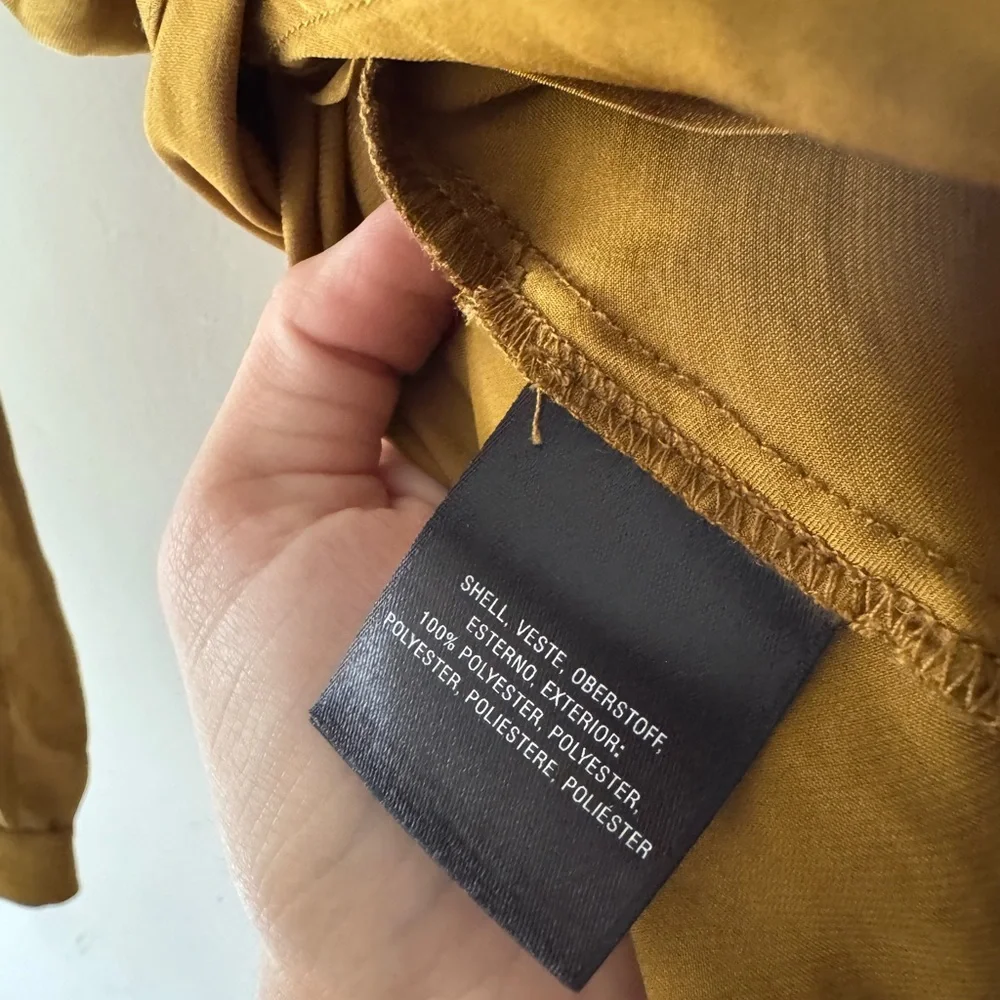 SHELL, VESTE, OBERSTOFF,
ESTERNO, EXTERIOR:
100% POLYESTER, POLYESTER,
POLYESTER, POLIESTERE, POLIÉSTER